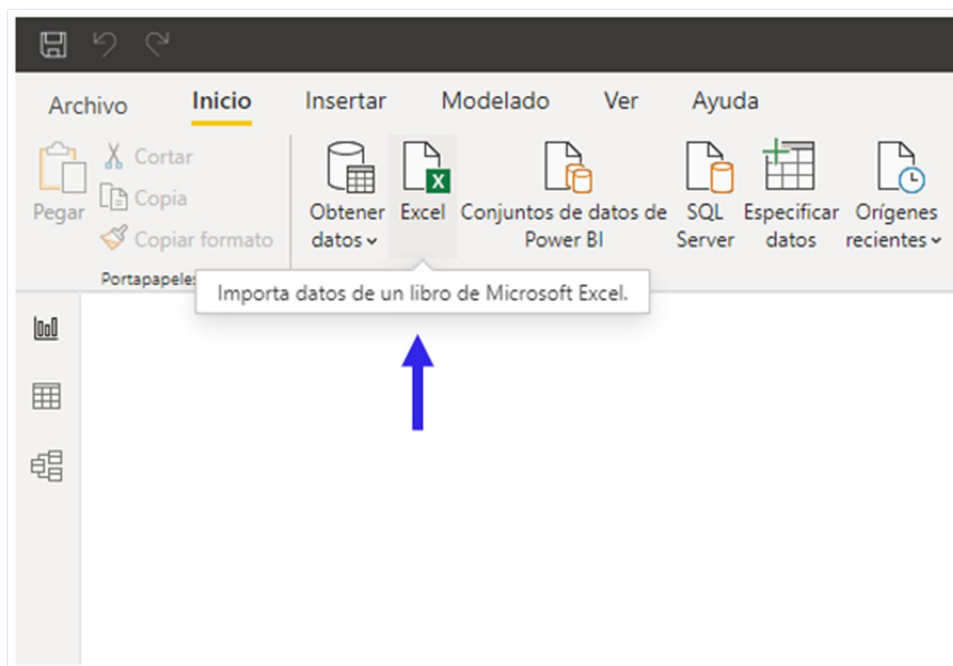 Archivo Inicio Insertar Modelado Ver Ayuda
Pegar
Cortar
Copia
Copiar formato
Portapapeles
Obtener
datos
Excel
Conjuntos de datos de
Power BI
SQL
Server
Especificar
datos
Orígenes
recientes
Importa datos de un libro de Microsoft Excel.